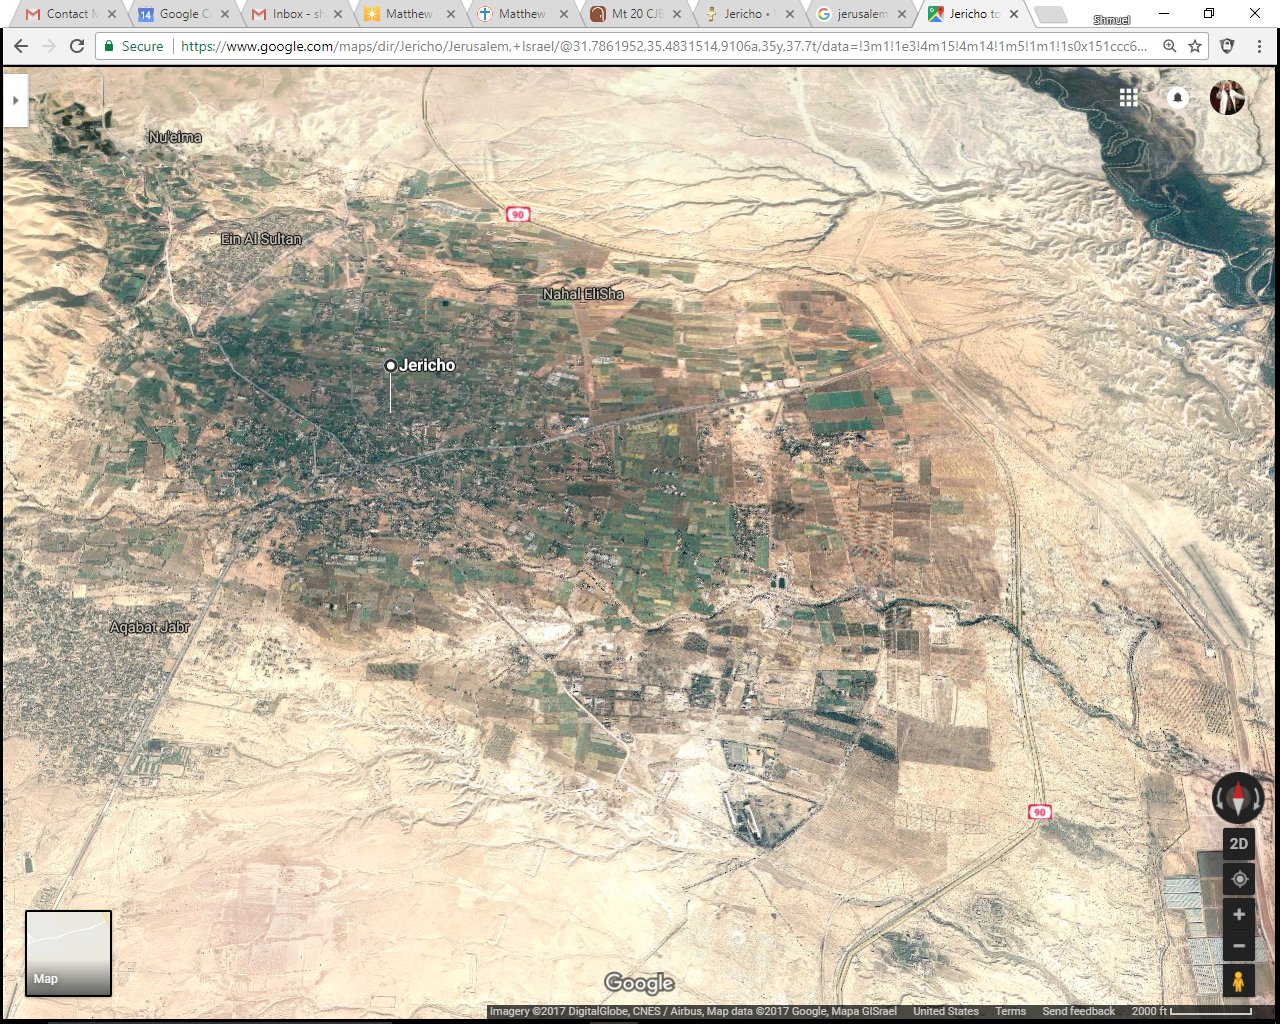 Contact M
14
Google C
Inbox - sh
Matthew
Matthew
Mt 20 CJB
Jericho • W
jerusalem
Jericho to
Shmuel
Secure
https://www.google.com/maps/dir/Jericho/Jerusalem,+Israel/@31.7861952,35.4831514,9106a,35y,37.7t/data=!3m1!1e3!4m15!4m14!1m5!1m1!1s0x151ccc6...
Nu'eima
90
Ein Al Sultan
Nahal EliSha
Jericho
Aqabat Jabr
90
2D
Map
Google
Imagery ©2017 DigitalGlobe, CNES / Airbus, Map data ©2017 Google, Mapa GISrael United States Terms Send feedback 2000 ft